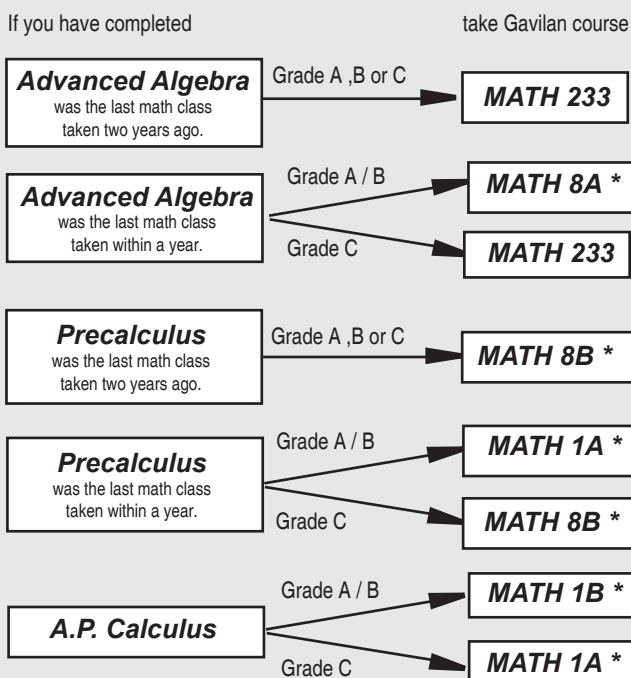 If you have completed take Gavilan course
Advanced Algebra
was the last math class
taken two years ago.
Grade A ,B or C
MATH 233
Advanced Algebra
was the last math class
taken within a year.
Grade A / B
MATH 8A *
Grade C
MATH 233
Precalculus
was the last math class
taken two years ago.
Grade A ,B or C
MATH 8B *
Precalculus
was the last math class
taken within a year.
Grade A / B
MATH 1A *
Grade C
MATH 8B *
A.P. Calculus
Grade A / B
MATH 1B *
Grade C
MATH 1A *